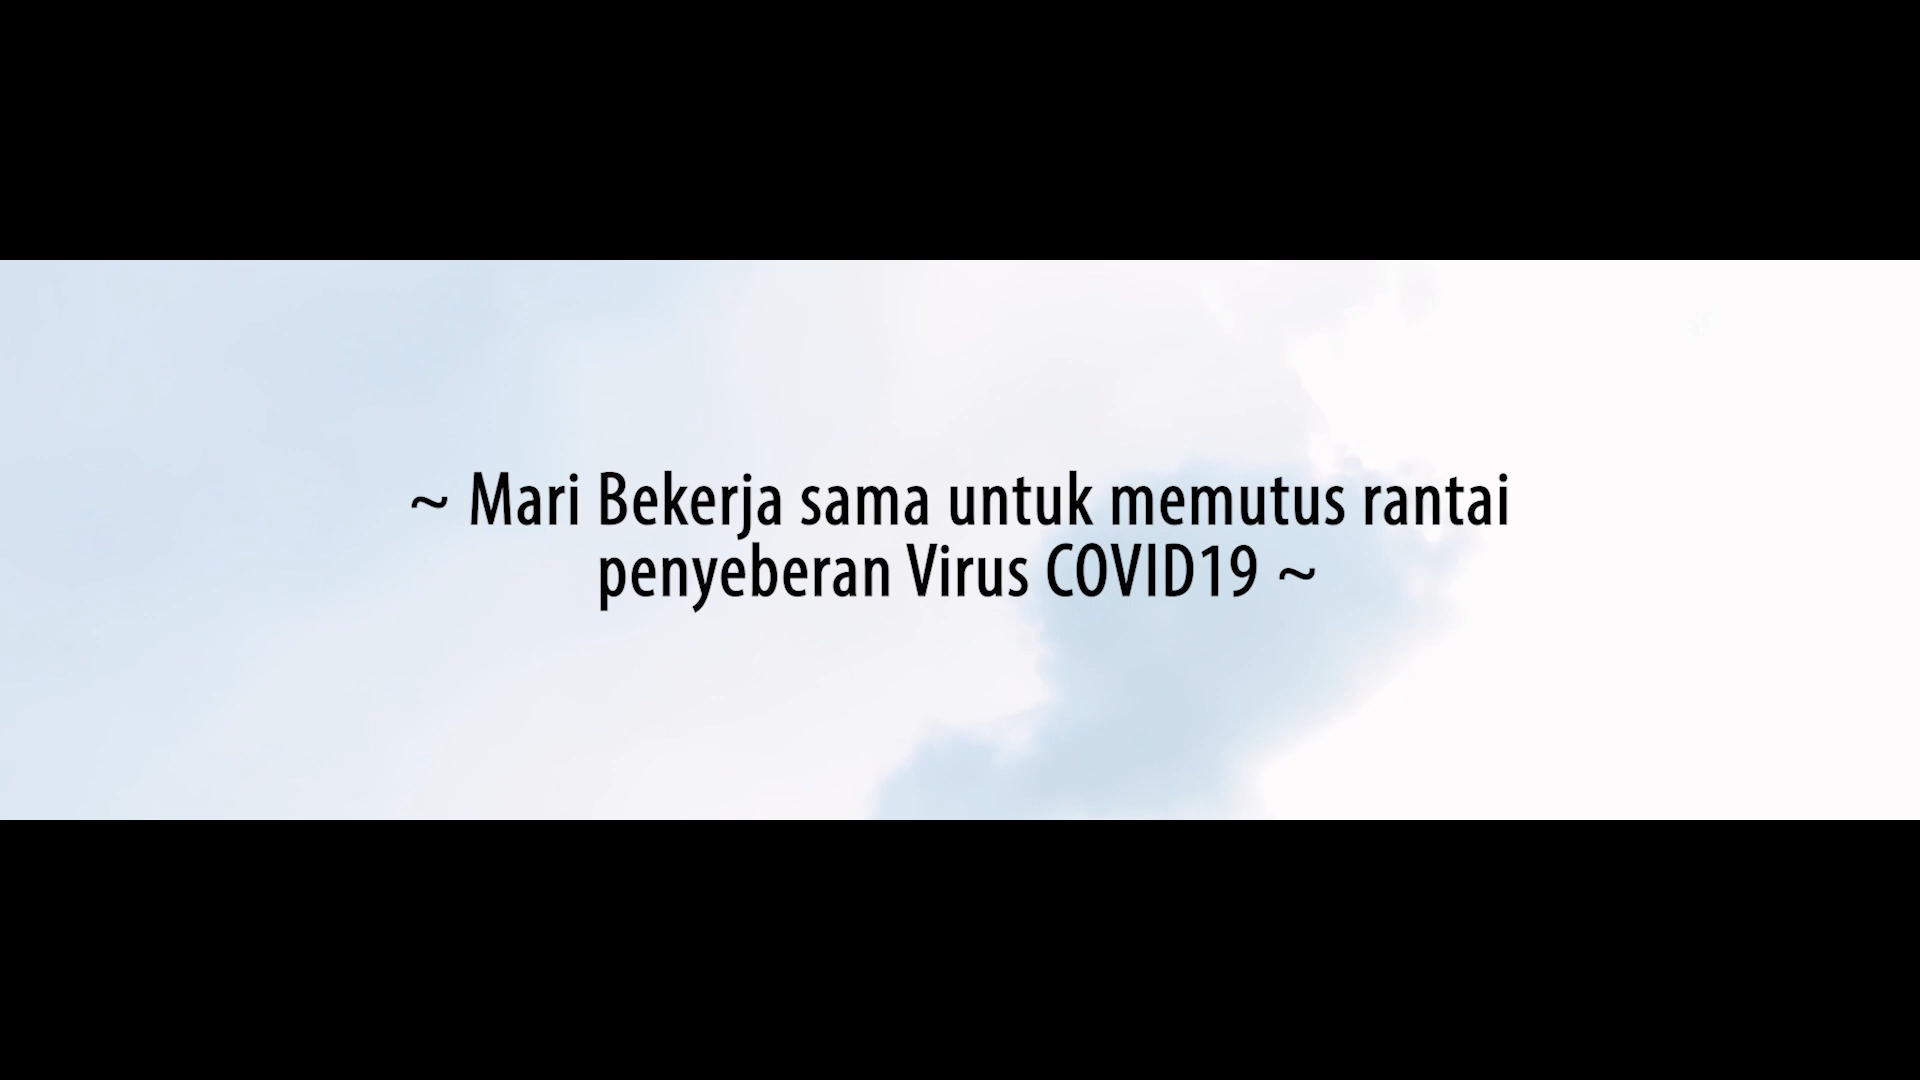 ~ Mari Bekerja sama untuk memutus rantai
penyeberan Virus COVID19 ~